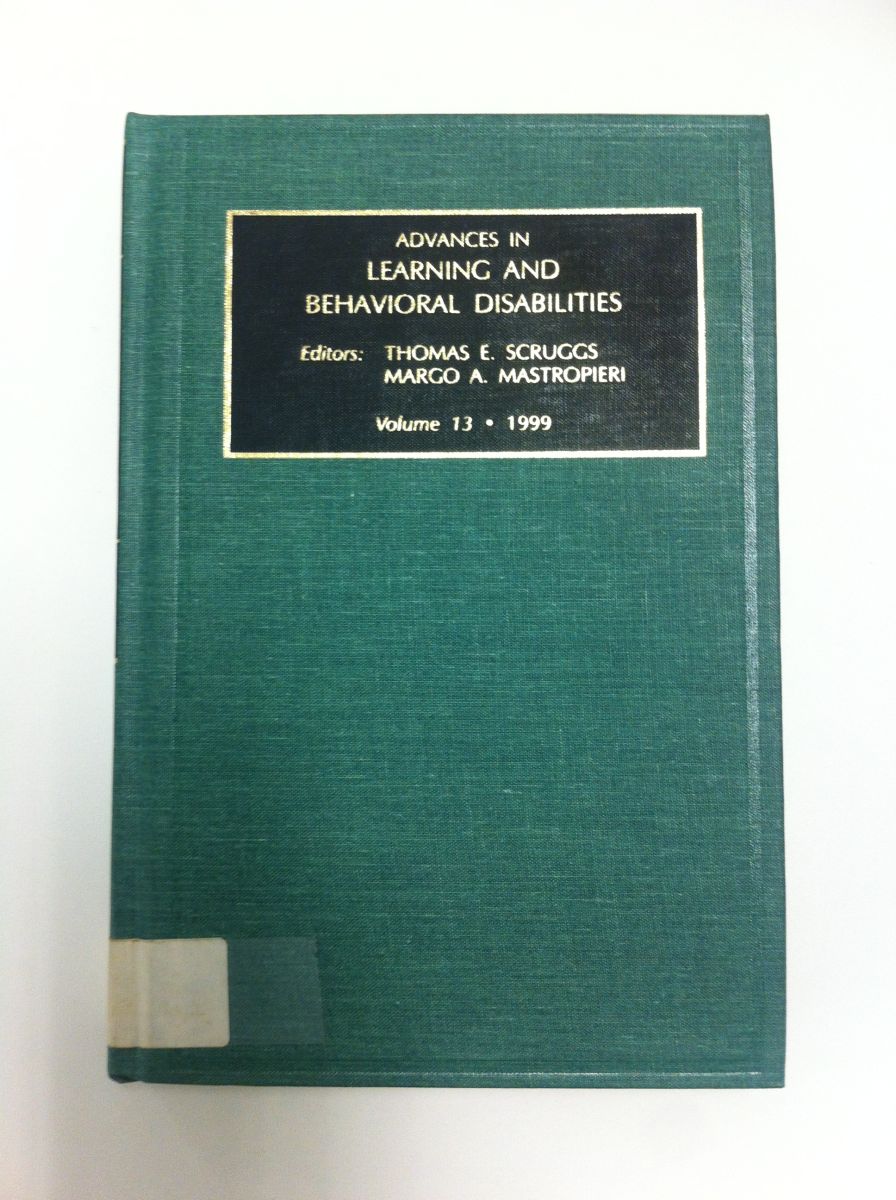 ADVANCES IN
LEARNING AND
BEHAVIORAL DISABILITIES
Editors: THOMAS E. SCRUGGS
MARGO A. MASTROPIERI
Volume 13 • 1999